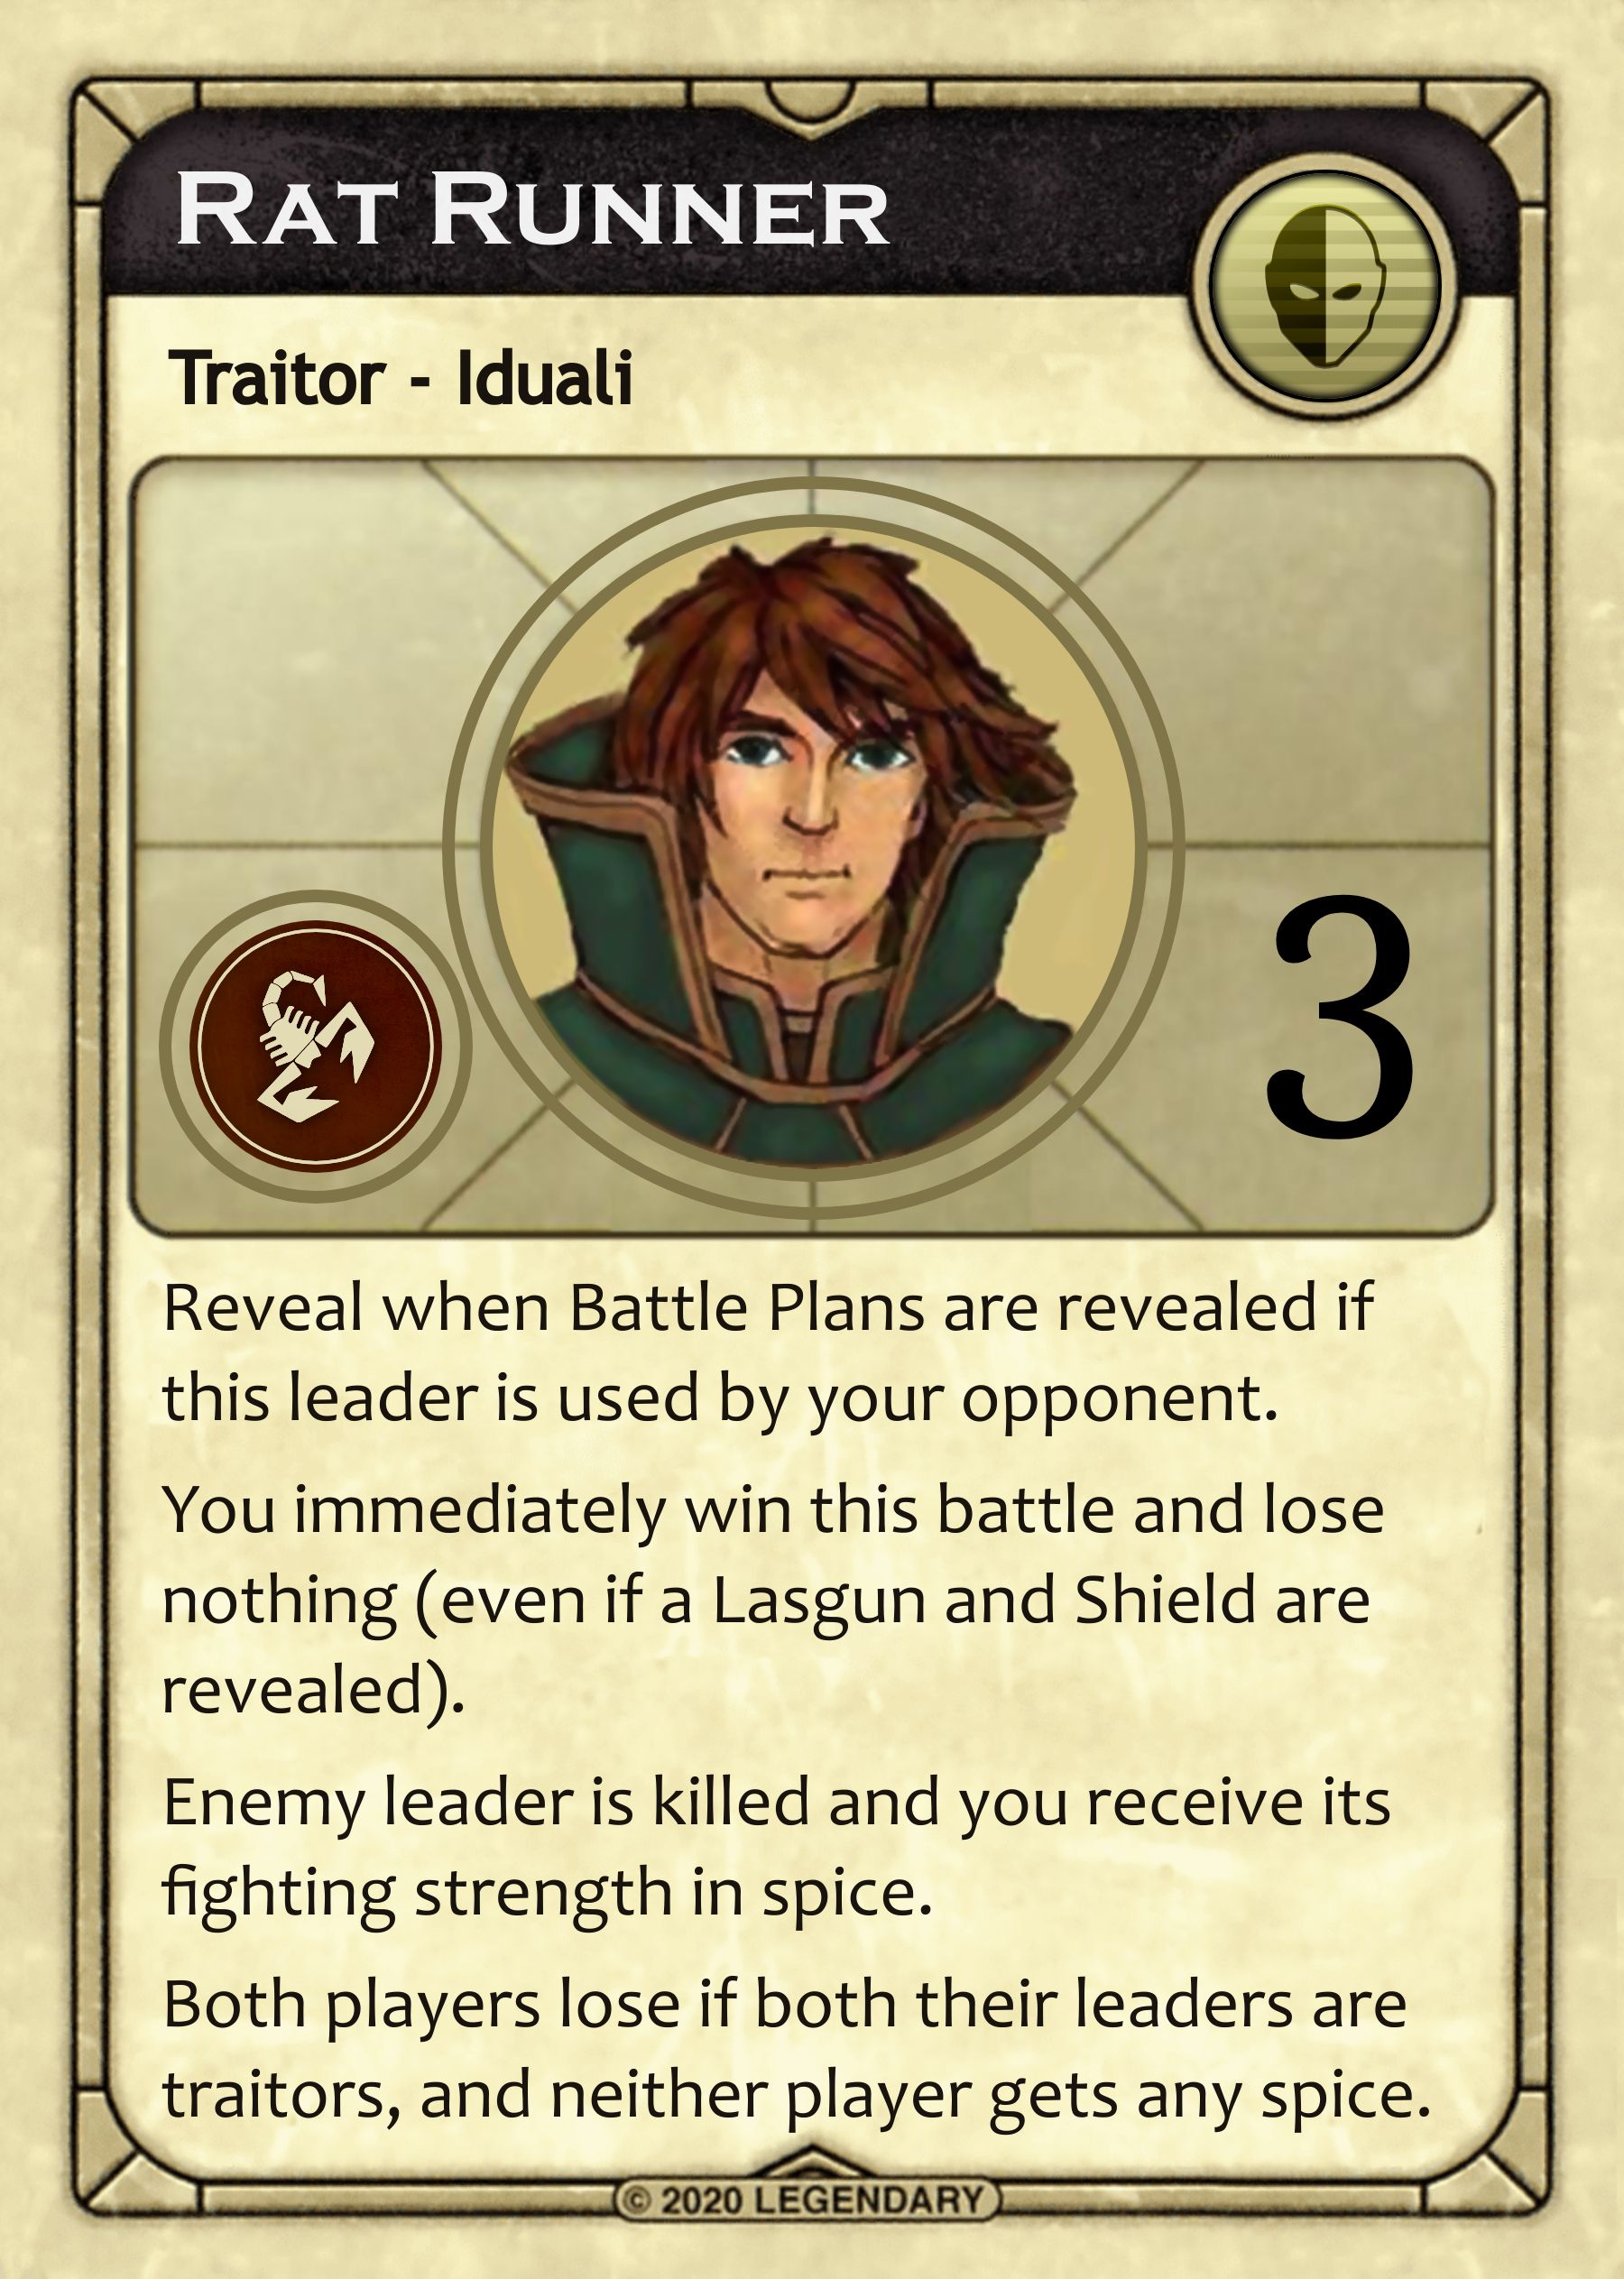 RAT RUNNER
Traitor - Iduali
3
Reveal when Battle Plans are revealed if
this leader is used by your opponent.
You immediately win this battle and lose
nothing (even if a Lasgun and Shield are
revealed).
Enemy leader is killed and you receive its
fighting strength in spice.
Both players lose if both their leaders are
traitors, and neither player gets any spice.
© 2020 LEGENDARY